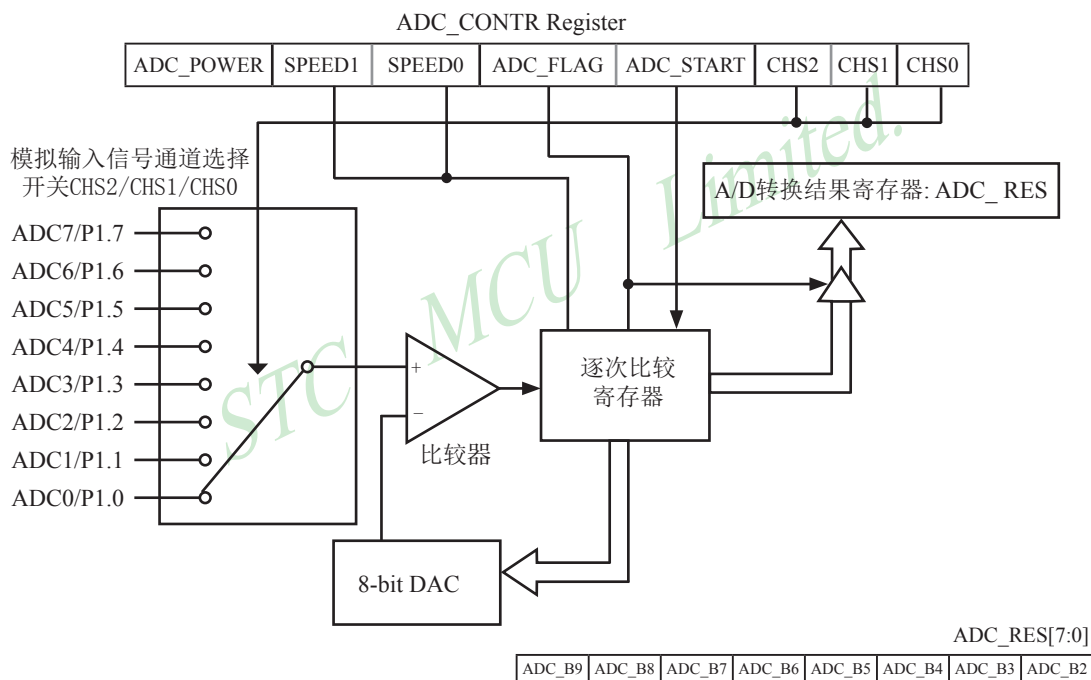 ADC_CONTR Register
ADC_POWER SPEED1 SPEED0 ADC_FLAG ADC_START CHS2 CHS1 CHS0
模拟输入信号通道选择
开关CHS2/CHS1/CHS0
A/D转换结果寄存器: ADC_ RES
ADC7/P1.7
ADC6/P1.6
ADC5/P1.5
ADC4/P1.4
ADC3/P1.3
ADC2/P1.2
ADC1/P1.1
ADC0/P1.0
+
−
比较器
逐次比较
寄存器
8-bit DAC
STC MCU Limited.
ADC_RES[7:0]
ADC_B9 ADC_B8 ADC_B7 ADC_B6 ADC_B5 ADC_B4 ADC_B3 ADC_B2